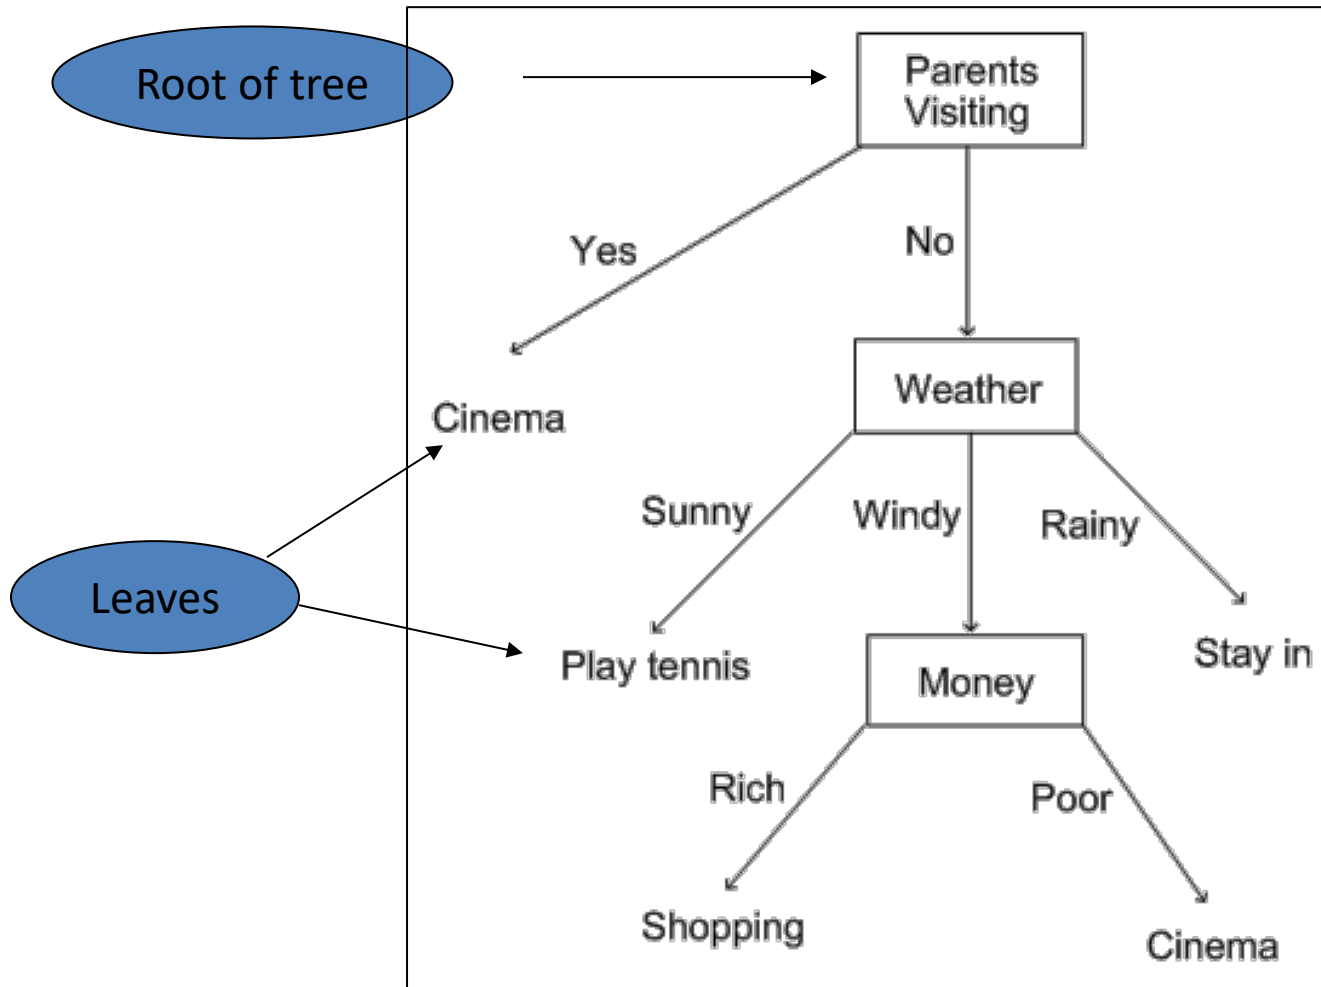 Root of tree
Parents
Visiting
Yes
No
Cinema
Weather
Sunny
Windy
Rainy
Leaves
Play tennis
Money
Stay in
Rich
Poor
Shopping
Cinema